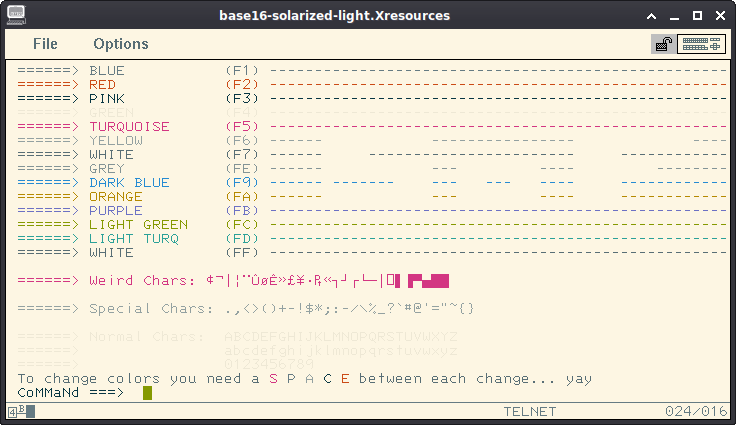 base16-solarized-light.Xresources
File Options
======> BLUE (F1) ----------------------------------------------------
======> RED (F2) ----------------------------------------------------
======> PINK (F3) ----------------------------------------------------
======> GREEN (F4)
======> TURQUOISE (F5) ----------------------------------------------------
======> YELLOW (F6) ------ --- ---------------- ----
======> WHITE (F7) ------ ---------------------- ------------
======> GREY (FE) ------ --- ----------------
======> DARK BLUE (F9) ------ ------- --- --- --- ------------
======> ORANGE (FA) ------ --- --- ------------
======> PURPLE (FB) ----------------------------------------------------
======> LIGHT GREEN (FC) ----------------------------------------------------
======> LIGHT TURQ (FD) ----------------------------------------------------
======> WHITE (FF) ----------------------------------------------------
======> Weird Chars: ¢¬|¦¨ÛøÊ»£¥·₧«┐┘┌└─│
======> Special Chars: .,<>()+-!$*;:-/\%_?`#@'="~{}
======> Normal Chars: ABCDEFGHIJKLMNOPQRSTUVWXYZ
======> abcdefghijklmnopqrstuvwxyz
======> 0123456789
To change colors you need a S P A C E between each change... yay
CoMMaNd ===>
4 B TELNET 024/016